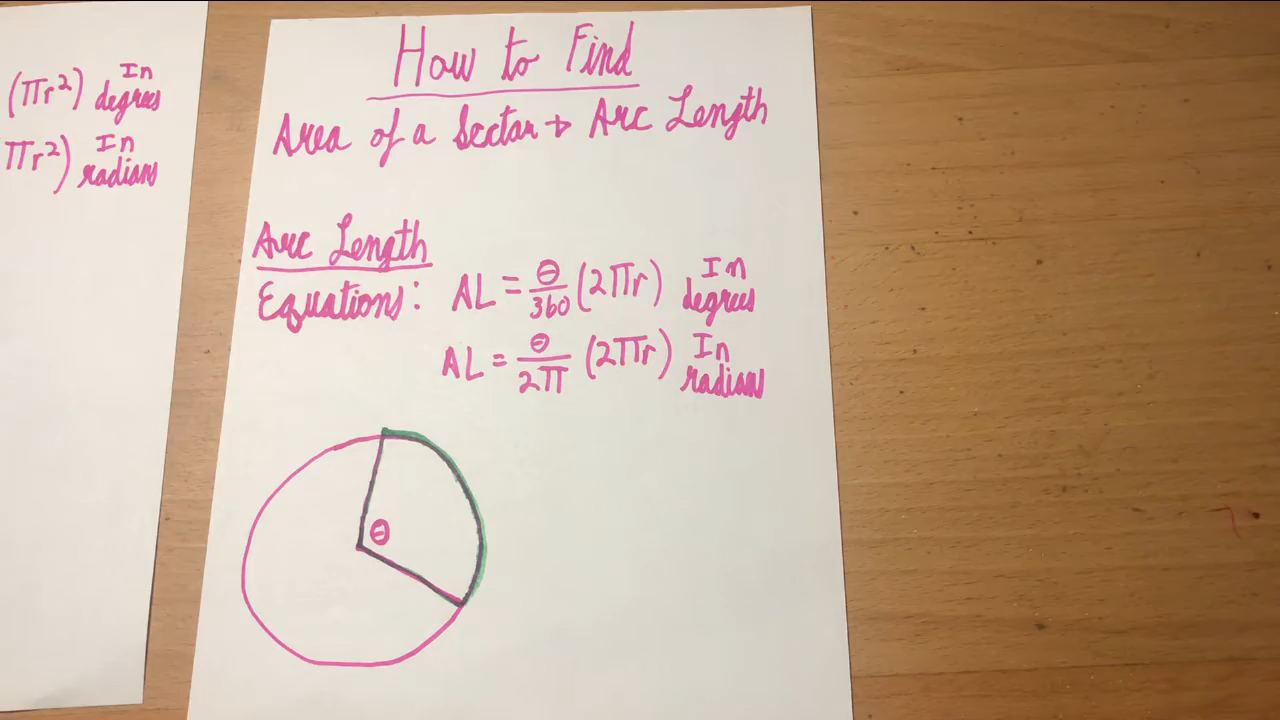 (πr²) In degrees
πr²) In radians
How to Find
Area of a Sector + Arc Length
Arc Length
Equations: AL = θ/360 (2πr) In degrees
AL = θ/2π (2πr) In radians
θ